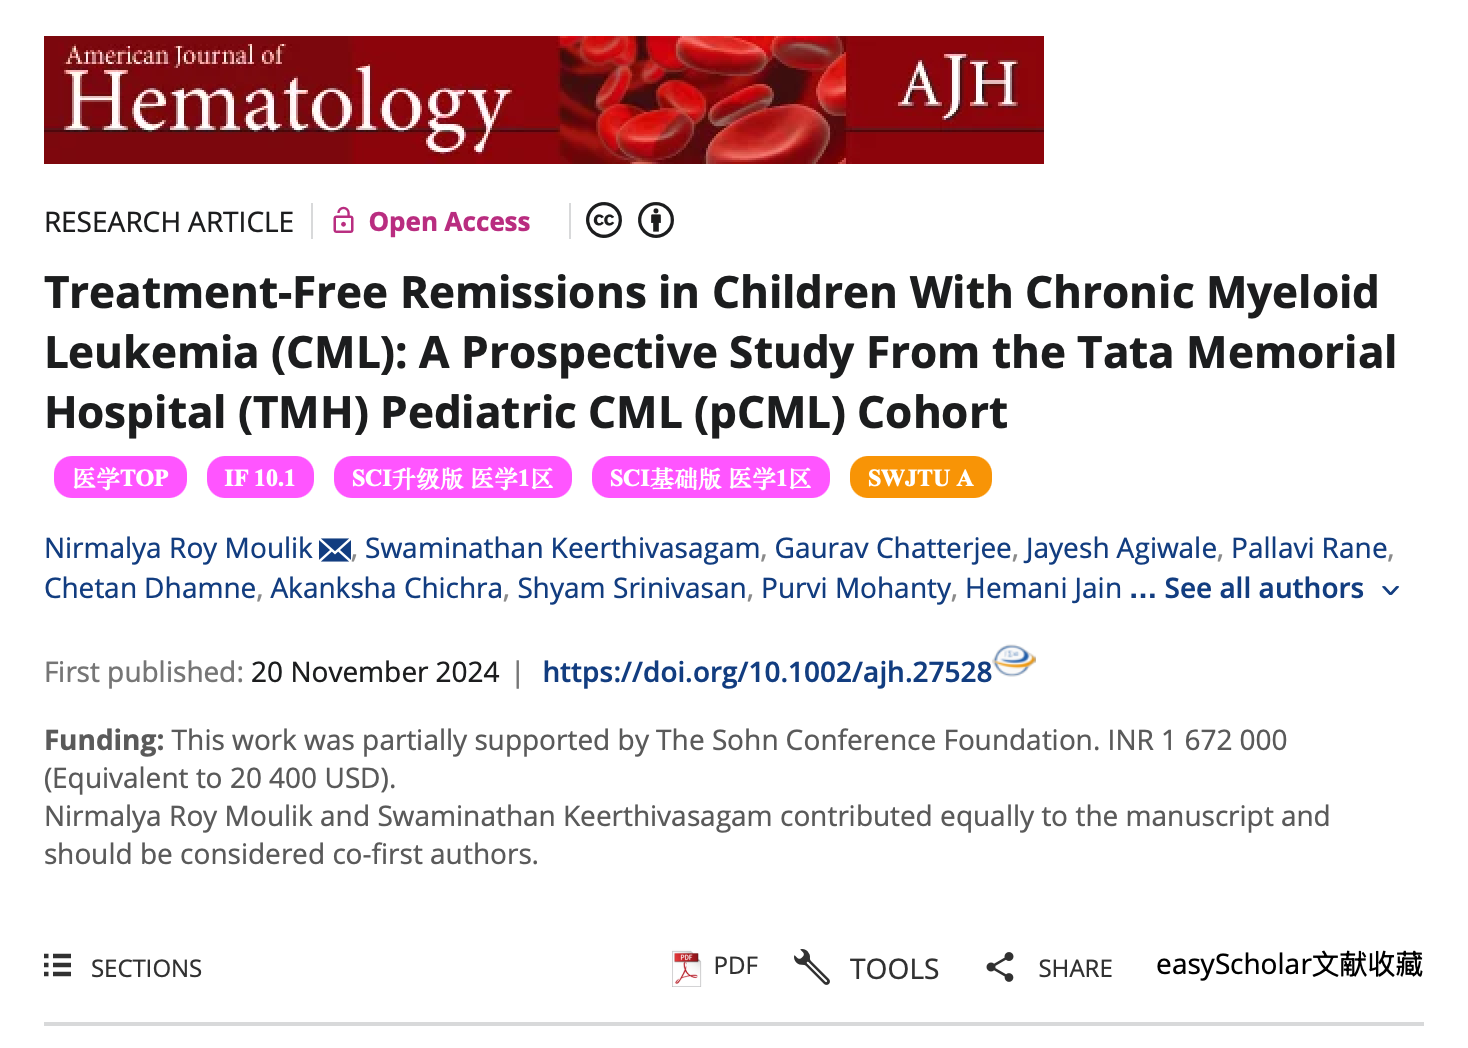 American Journal of
Hematology
AJH
RESEARCH ARTICLE Open Access cc
Treatment-Free Remissions in Children With Chronic Myeloid
Leukemia (CML): A Prospective Study From the Tata Memorial
Hospital (TMH) Pediatric CML (pCML) Cohort
医学TOP IF 10.1 SCI升级版 医学1区 SCI基础版 医学1区 SWJTU A
Nirmalya Roy Moulik, Swaminathan Keerthivasagam, Gaurav Chatterjee, Jayesh Agiwale, Pallavi Rane,
Chetan Dhamne, Akanksha Chichra, Shyam Srinivasan, Purvi Mohanty, Hemani Jain ... See all authors
First published: 20 November 2024 | https://doi.org/10.1002/ajh.27528
Funding: This work was partially supported by The Sohn Conference Foundation. INR 1 672 000
(Equivalent to 20 400 USD).
Nirmalya Roy Moulik and Swaminathan Keerthivasagam contributed equally to the manuscript and
should be considered co-first authors.
SECTIONS PDF PDF TOOLS SHARE easyScholar文献收藏